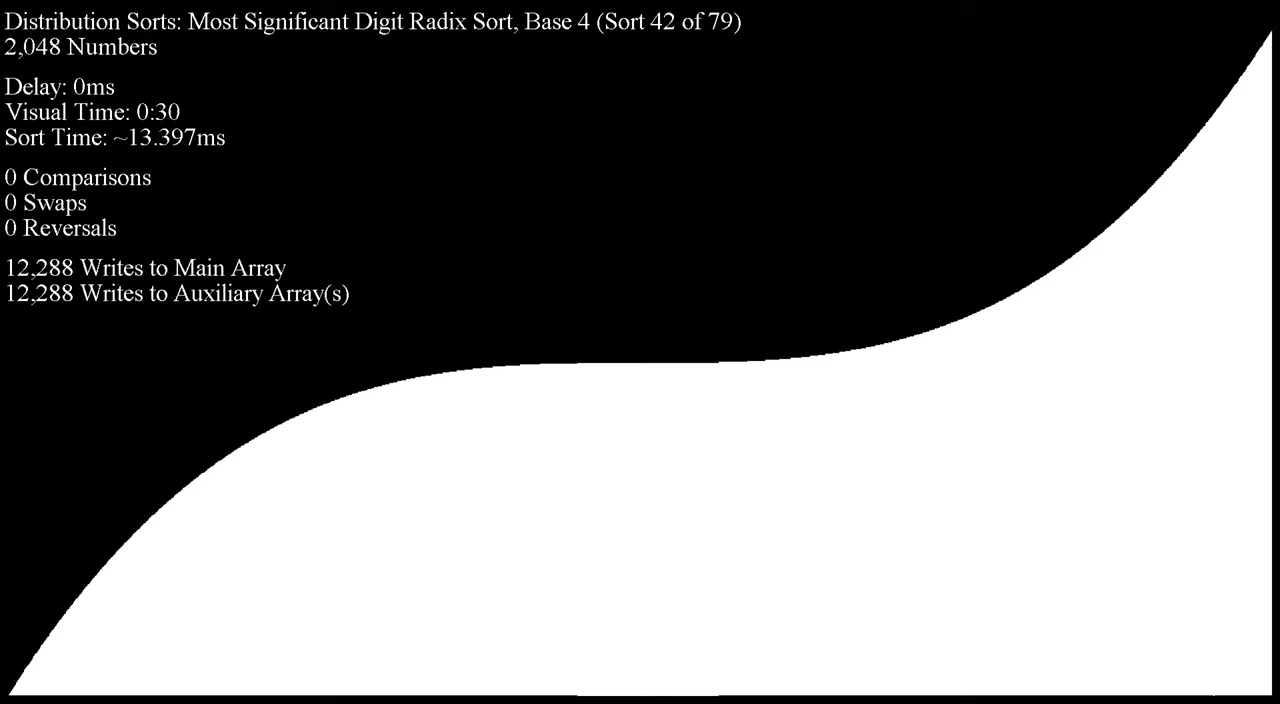 Distribution Sorts: Most Significant Digit Radix Sort, Base 4 (Sort 42 of 79)
2,048 Numbers
Delay: 0ms
Visual Time: 0:30
Sort Time: ~13.397ms
0 Comparisons
0 Swaps
0 Reversals
12,288 Writes to Main Array
12,288 Writes to Auxiliary Array(s)